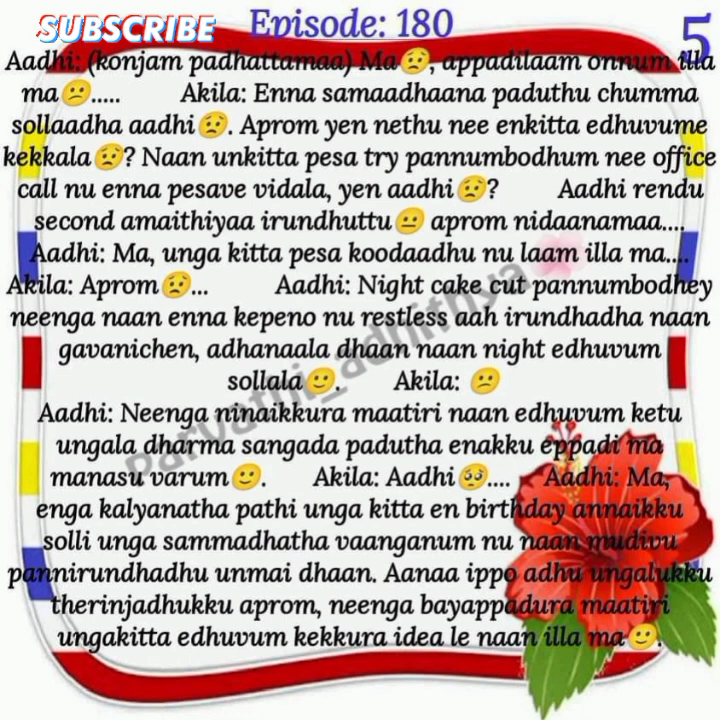 SUBSCRIBE Episode: 180 5
Aadhi: (konjam padhattamaa) Ma😟, appadilaam onnum illa
ma😕..... Akila: Enna samaadhaana paduthu chumma
sollaadha aadhi😟. Aprom yen nethu nee enkitta edhuvume
kekkala😟? Naan unkitta pesa try pannumbodhum nee office
call nu enna pesave vidala, yen aadhi😟? Aadhi rendu
second amaithiyaa irundhuttu😐 aprom nidaanamaa....
Aadhi: Ma, unga kitta pesa koodaadhu nu laam illa ma....
Akila: Aprom😟... Aadhi: Night cake cut pannumbodhey
neenga naan enna kepeno nu restless aah irundhadha naan
gavanichen, adhanaala dhaan naan night edhuvum
sollala🙂. Akila: 😕
Aadhi: Neenga ninaikkura maatiri naan edhuvum ketu
ungala dharma sangada padutha enakku eppadi ma
manasu varum🙂. Akila: Aadhi🥺.... Aadhi: Ma,
enga kalyanatha pathi unga kitta en birthday annaikku
solli unga sammadhatha vaanganum nu naan mudivu
pannirundhadhu unmai dhaan. Aanaa ippo adhu ungalukku
therinjadhukku aprom, neenga bayappadura maatiri
ungakitta edhuvum kekkura idea le naan illa ma🙂.
parvathi_adhithya🌸